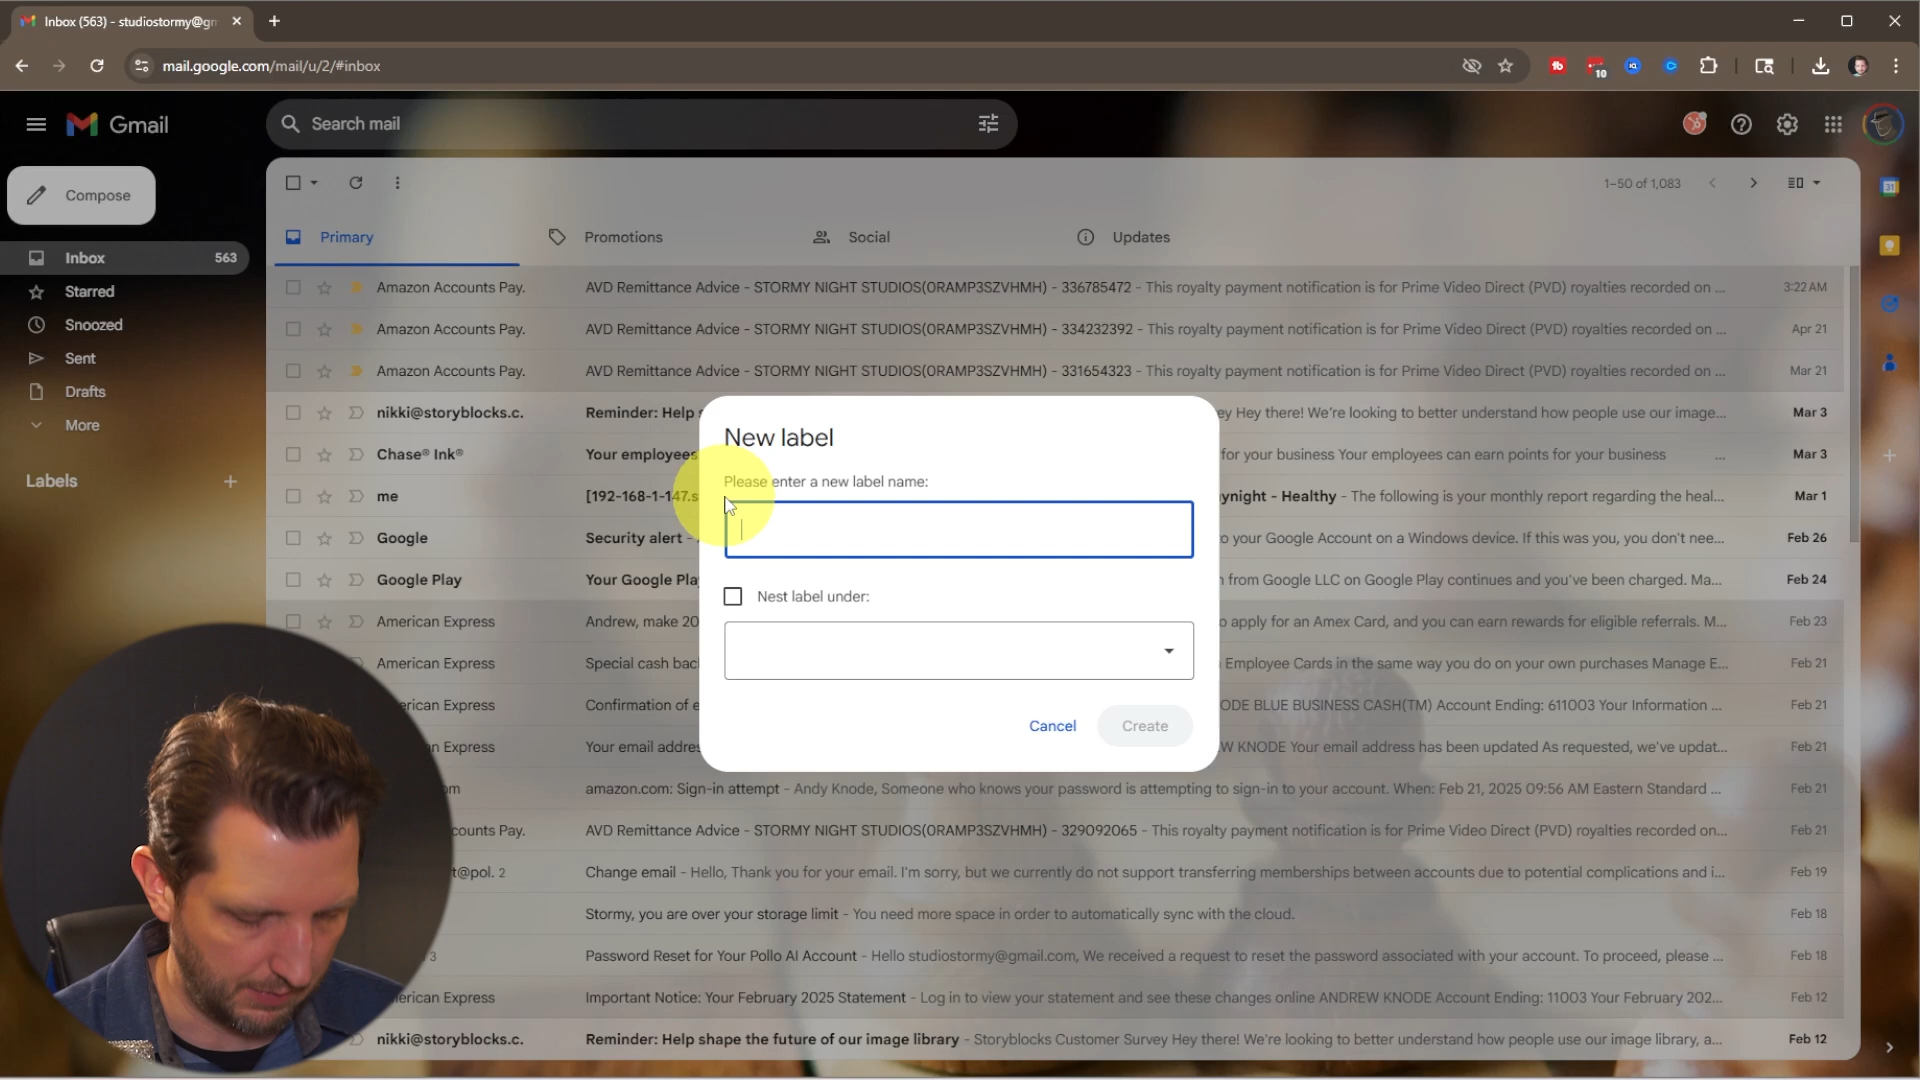 Inbox (563) - studiostormy@gm
mail.google.com/mail/u/2/#inbox
10
Gmail
Search mail
Compose
1–50 of 1,083
31
Primary
Promotions
Social
Updates
Inbox 563
Starred
Snoozed
Sent
Drafts
More
Labels
Amazon Accounts Pay. AVD Remittance Advice - STORMY NIGHT STUDIOS(0RAMP3SZVHMH) - 336785472 - This royalty payment notification is for Prime Video Direct (PVD) royalties recorded on ... 3:22 AM
Amazon Accounts Pay. AVD Remittance Advice - STORMY NIGHT STUDIOS(0RAMP3SZVHMH) - 334232392 - This royalty payment notification is for Prime Video Direct (PVD) royalties recorded on ... Apr 21
Amazon Accounts Pay. AVD Remittance Advice - STORMY NIGHT STUDIOS(0RAMP3SZVHMH) - 331654323 - This royalty payment notification is for Prime Video Direct (PVD) royalties recorded on ... Mar 21
nikki@storyblocks.c. Reminder: Help s ey Hey there! We're looking to better understand how people use our image... Mar 3
Chase® Ink® Your employees for your business Your employees can earn points for your business ... Mar 3
me [192-168-1-147.s ynight - Healthy - The following is your monthly report regarding the heal... Mar 1
Google Security alert - o your Google Account on a Windows device. If this was you, you don't nee... Feb 26
Google Play Your Google Pla from Google LLC on Google Play continues and you've been charged. Ma... Feb 24
American Express Andrew, make 20 o apply for an Amex Card, and you can earn rewards for eligible referrals. M... Feb 23
American Express Special cash bac Employee Cards in the same way you do on your own purchases Manage E... Feb 21
erican Express Confirmation of e ODE BLUE BUSINESS CASH(TM) Account Ending: 611003 Your Information ... Feb 21
n Express Your email addre W KNODE Your email address has been updated As requested, we've updat... Feb 21
om amazon.com: Sign-in attempt - Andy Knode, Someone who knows your password is attempting to sign-in to your account. When: Feb 21, 2025 09:56 AM Eastern Standard ... Feb 21
counts Pay. AVD Remittance Advice - STORMY NIGHT STUDIOS(0RAMP3SZVHMH) - 329092065 - This royalty payment notification is for Prime Video Direct (PVD) royalties recorded on... Feb 21
t@pol. 2 Change email - Hello, Thank you for your email. I'm sorry, but we currently do not support transferring memberships between accounts due to potential complications and i... Feb 19
Stormy, you are over your storage limit - You need more space in order to automatically sync with the cloud. Feb 18
3 Password Reset for Your Pollo AI Account - Hello studiostormy@gmail.com, We received a request to reset the password associated with your account. To proceed, please ... Feb 18
erican Express Important Notice: Your February 2025 Statement - Log in to view your statement and see these changes online ANDREW KNODE Account Ending: 11003 Your February 202... Feb 12
nikki@storyblocks.c. Reminder: Help shape the future of our image library - Storyblocks Customer Survey Hey there! We're looking to better understand how people use our image library, a... Feb 12
New label
Please enter a new label name:
Nest label under:
Cancel
Create